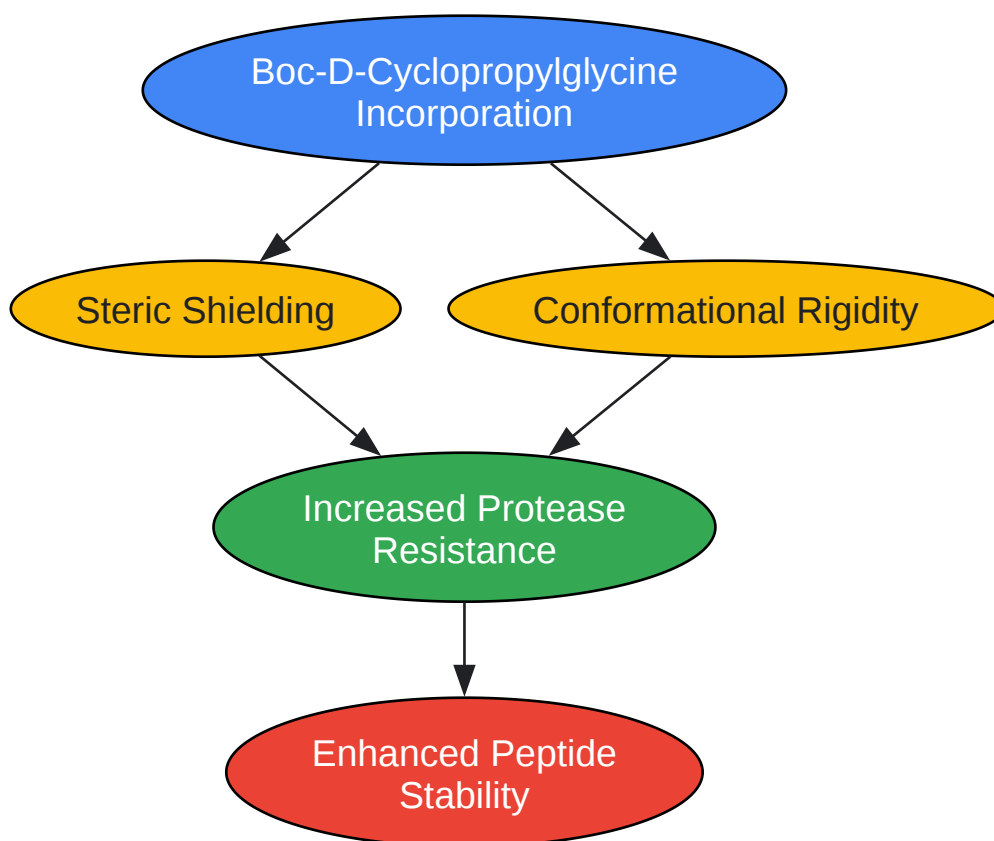 Boc-D-Cyclopropylglycine
Incorporation
Steric Shielding
Conformational Rigidity
Increased Protease
Resistance
Enhanced Peptide
Stability